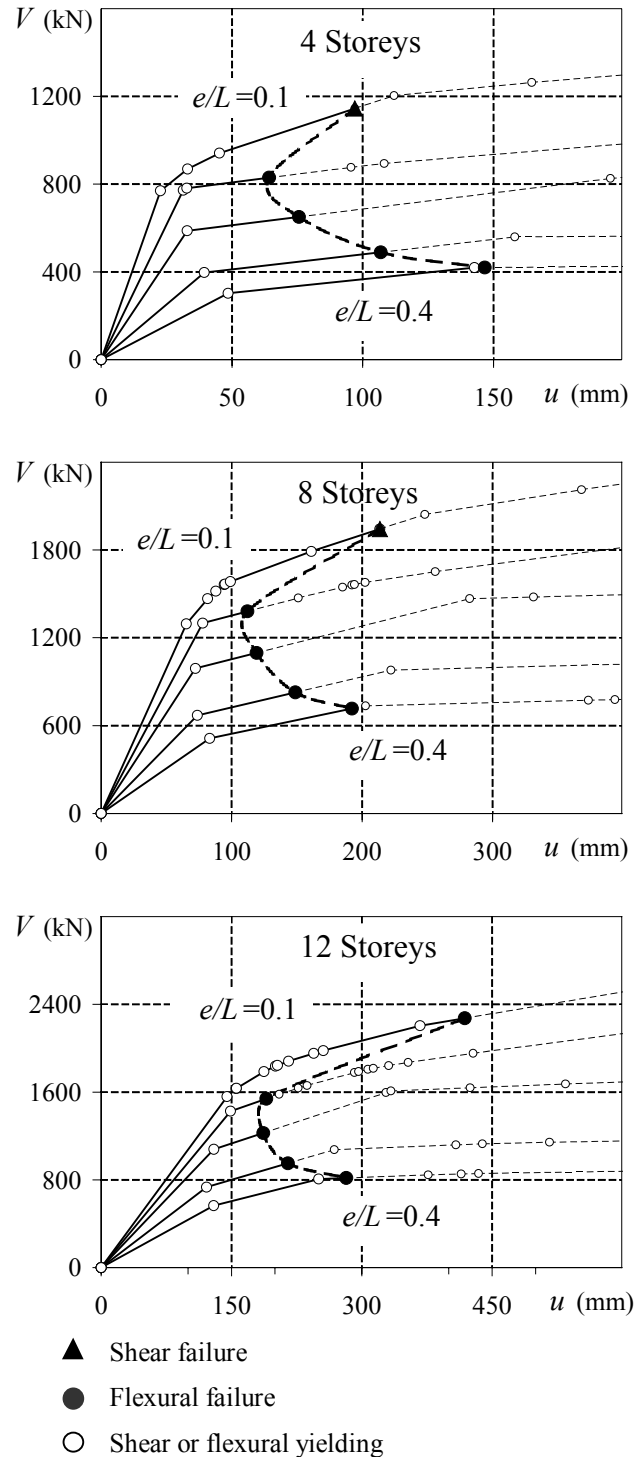 V (kN)
4 Storeys
e/L=0.1
1200
800
400
e/L=0.4
0
0 50 100 150 u (mm)
V (kN)
8 Storeys
e/L=0.1
1800
1200
600
e/L=0.4
0
0 100 200 300 u (mm)
V (kN)
12 Storeys
2400
e/L=0.1
1600
800
e/L=0.4
0
0 150 300 450 u (mm)
Shear failure
Flexural failure
Shear or flexural yielding